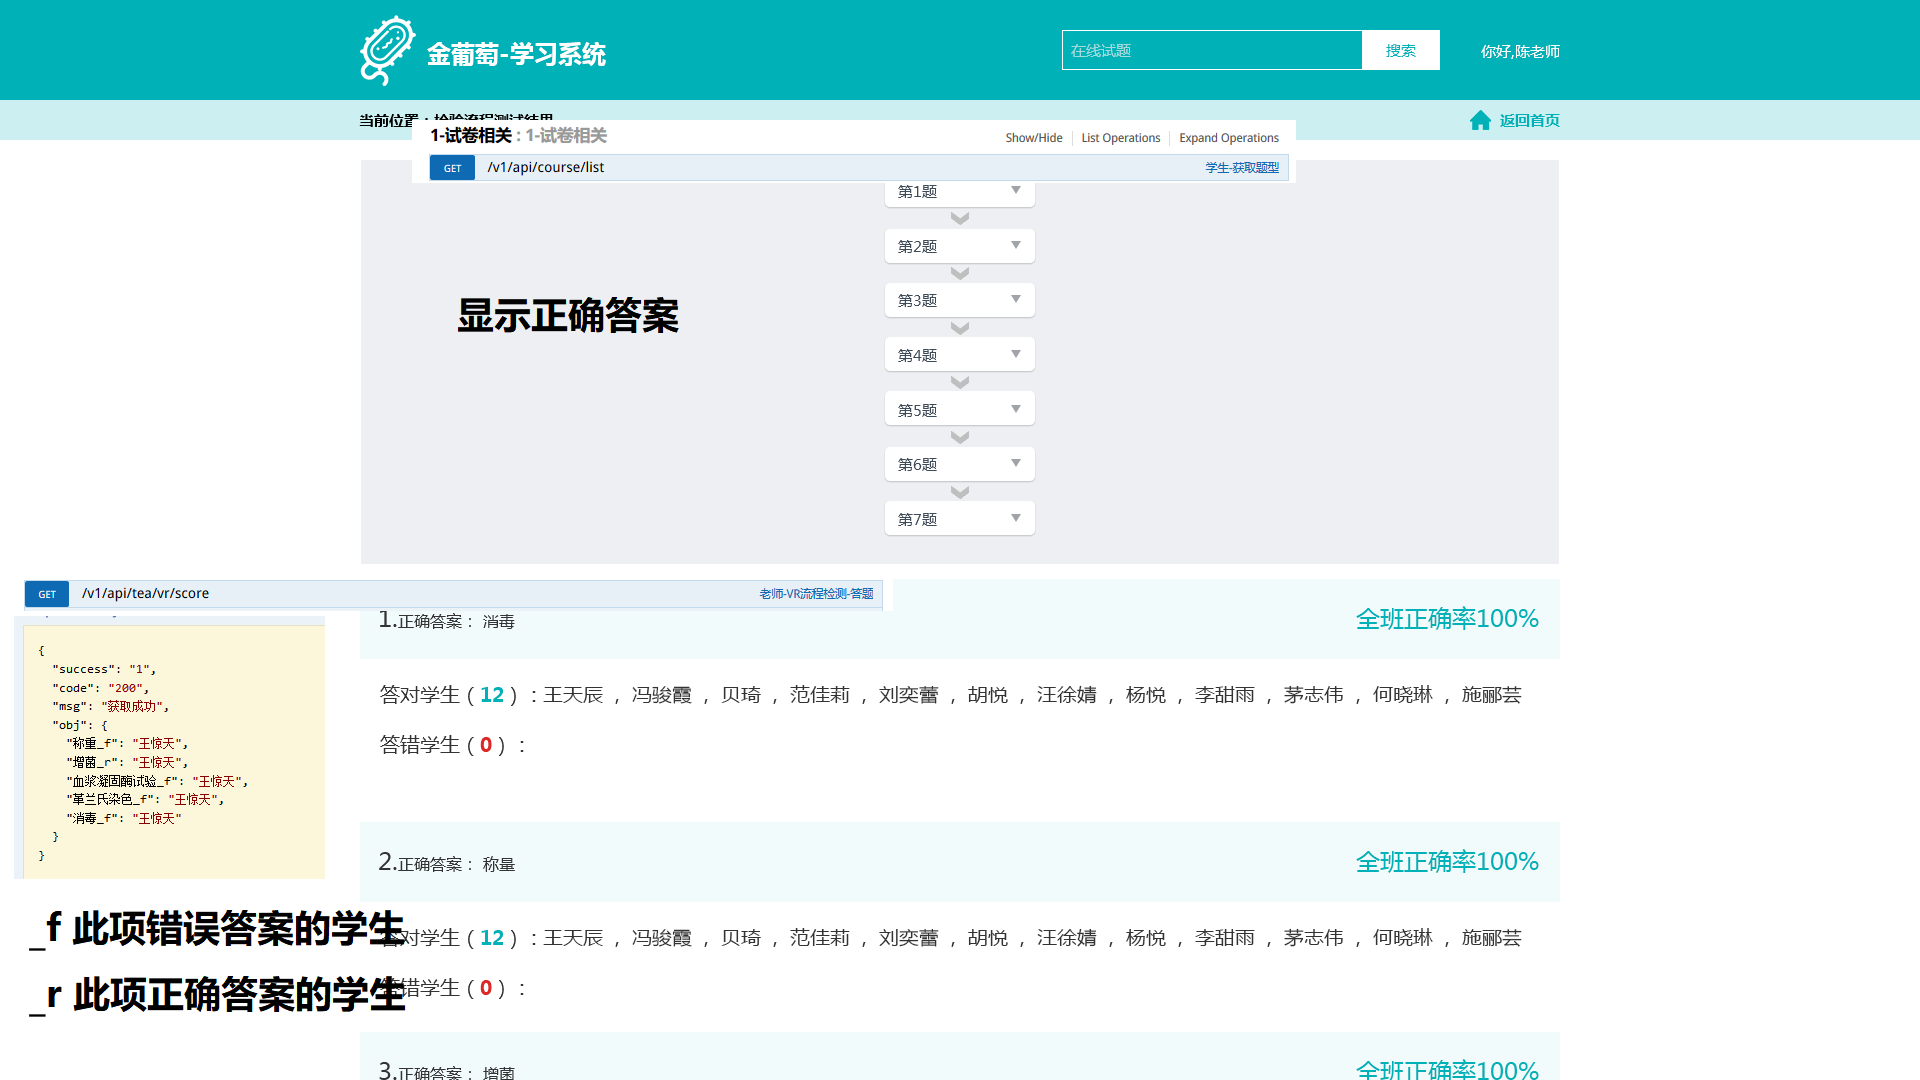 金葡萄-学习系统
在线试题
搜索
你好,陈老师
当前位置：检验流程测试结果
返回首页
1-试卷相关 : 1-试卷相关
Show/Hide
List Operations
Expand Operations
GET
/v1/api/course/list
学生-获取题型
第1题
第2题
第3题
第4题
第5题
第6题
第7题
显示正确答案
GET
/v1/api/tea/vr/score
老师-VR流程检测-答题
{
"success": "1",
"code": "200",
"msg": "获取成功",
"obj": {
"称重_f": "王惊天",
"增菌_r": "王惊天",
"血浆凝固酶试验_f": "王惊天",
"革兰氏染色_f": "王惊天",
"消毒_f": "王惊天"
}
}
_f 此项错误答案的学生
_r 此项正确答案的学生
1.正确答案： 消毒
全班正确率100%
答对学生（12）：王天辰 ， 冯骏霞 ， 贝琦 ， 范佳莉 ， 刘奕蕾 ， 胡悦 ， 汪徐婧 ， 杨悦 ， 李甜雨 ， 茅志伟 ， 何晓琳 ， 施郦芸
答错学生（0）：
2.正确答案： 称量
全班正确率100%
答对学生（12）：王天辰 ， 冯骏霞 ， 贝琦 ， 范佳莉 ， 刘奕蕾 ， 胡悦 ， 汪徐婧 ， 杨悦 ， 李甜雨 ， 茅志伟 ， 何晓琳 ， 施郦芸
答错学生（0）：
3.正确答案： 增菌
全班正确率100%